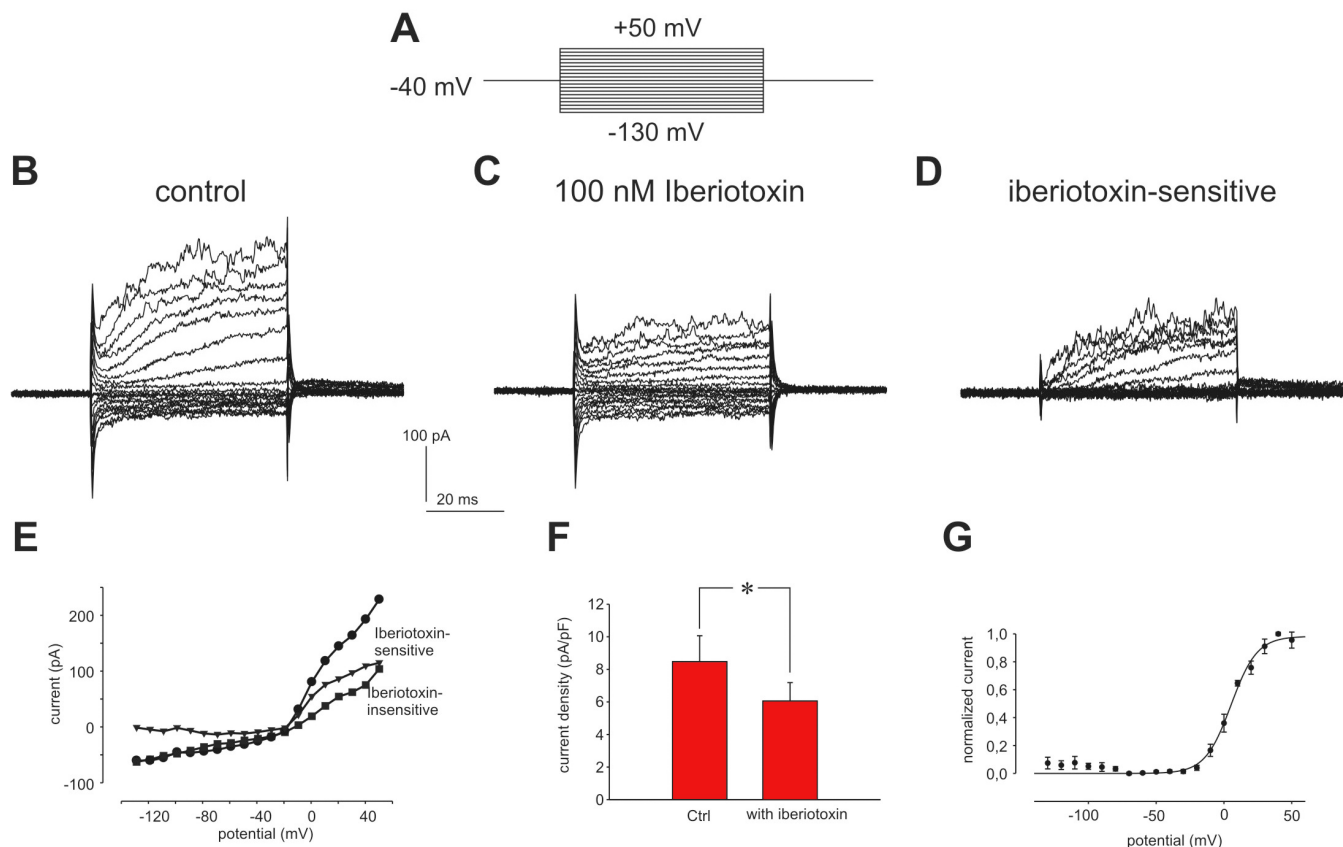 A
+50 mV
-40 mV
-130 mV
B
control
C
100 nM Iberiotoxin
D
iberiotoxin-sensitive
100 pA
20 ms
E
200
100
0
-100
current (pA)
Iberiotoxin-
sensitive
Iberiotoxin-
insensitive
-120
-80
-40
0
40
potential (mV)
F
*
12
10
8
6
4
2
0
current density (pA/pF)
Ctrl
with iberiotoxin
G
1,0
0,8
0,6
0,4
0,2
0,0
normalized current
-100
-50
0
50
potential (mV)